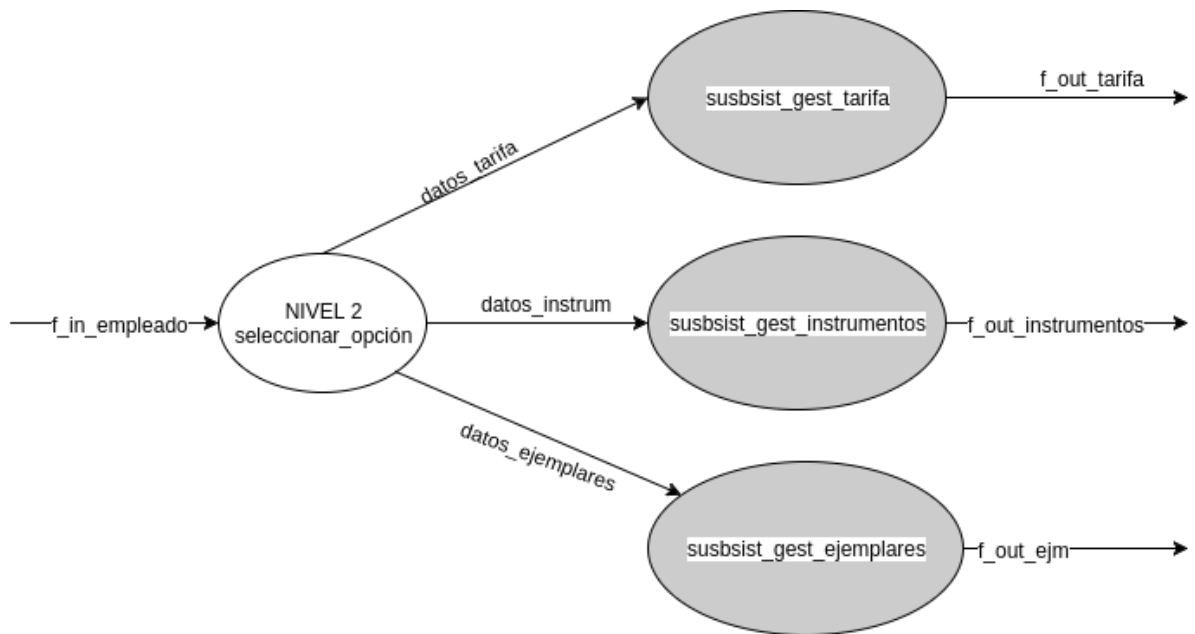 susbsist_gest_tarifa
f_out_tarifa
datos_tarifa
f_in_empleado
NIVEL 2
seleccionar_opción
datos_instrum
susbsist_gest_instrumentos
f_out_instrumentos
datos_ejemplares
susbsist_gest_ejemplares
f_out_ejm